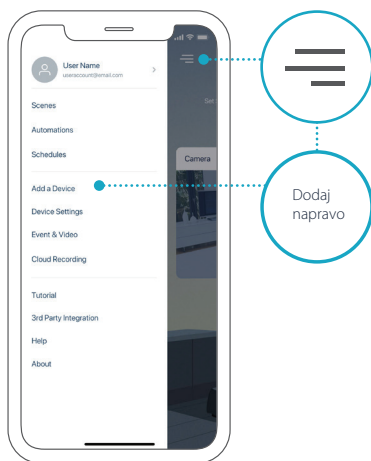 User Name
useraccount@email.com
Scenes
Automations
Schedules
Add a Device
Device Settings
Event & Video
Cloud Recording
Tutorial
3rd Party Integration
Help
About
Set
Camera
Dodaj
napravo